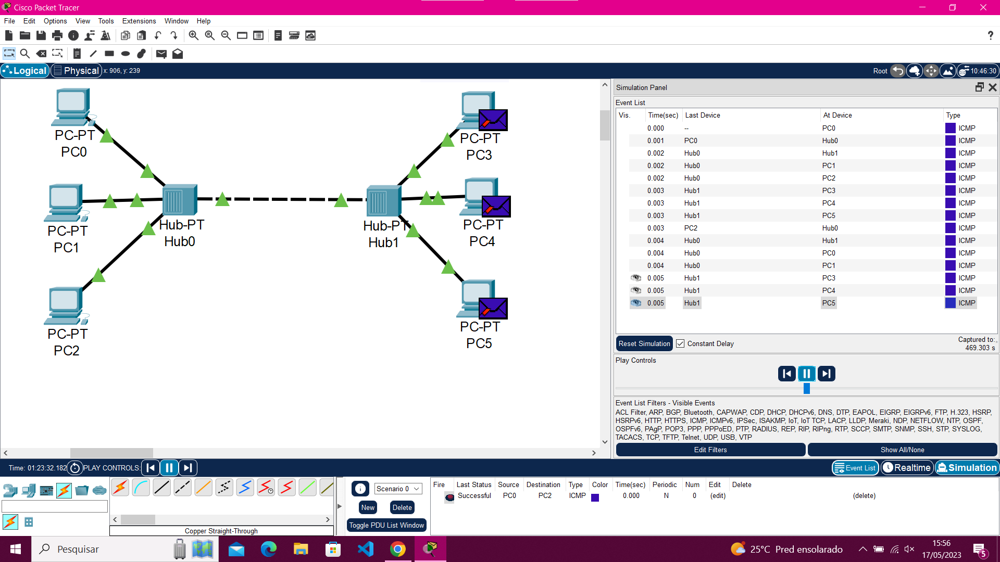 Cisco Packet Tracer
File Edit Options View Tools Extensions Window Help
Logical Physical x: 906, y: 239 Root 10:46:30
PC-PT
PC0
PC-PT
PC1
PC-PT
PC2
Hub-PT
Hub0
Hub-PT
Hub1
PC-PT
PC3
PC-PT
PC4
PC-PT
PC5
Simulation Panel
Event List
Vis. Time(sec) Last Device At Device Type
0.000 -- PC0 ICMP
0.001 PC0 Hub0 ICMP
0.002 Hub0 Hub1 ICMP
0.002 Hub0 PC1 ICMP
0.002 Hub0 PC2 ICMP
0.003 Hub1 PC3 ICMP
0.003 Hub1 PC4 ICMP
0.003 Hub1 PC5 ICMP
0.003 PC2 Hub0 ICMP
0.004 Hub0 Hub1 ICMP
0.004 Hub0 PC0 ICMP
0.004 Hub0 PC1 ICMP
0.005 Hub1 PC3 ICMP
0.005 Hub1 PC4 ICMP
0.005 Hub1 PC5 ICMP
Reset Simulation Constant Delay
Captured to:
469.303 s
Play Controls
Event List Filters - Visible Events
ACL Filter, ARP, BGP, Bluetooth, CAPWAP, CDP, DHCP, DHCPv6, DNS, DTP, EAPOL, EIGRP, EIGRPv6, FTP, H.323, HSRP,
HSRPv6, HTTP, HTTPS, ICMP, ICMPv6, IPSec, ISAKMP, IoT, IoT TCP, LACP, LLDP, Meraki, NDP, NETFLOW, NTP, OSPF,
OSPFv6, PAgP, POP3, PPP, PPPoED, PTP, RADIUS, REP, RIP, RIPng, RTP, SCCP, SMTP, SNMP, SSH, STP, SYSLOG,
TACACS, TCP, TFTP, Telnet, UDP, USB, VTP
Edit Filters Show All/None
Time: 01:23:32.182 PLAY CONTROLS: Event List Realtime Simulation
Copper Straight-Through
Scenario 0
New Delete
Toggle PDU List Window
Fire Last Status Source Destination Type Color Time(sec) Periodic Num Edit Delete
Successful PC0 PC2 ICMP 0.000 N 0 (edit) (delete)
Pesquisar
25°C Pred ensolarado
15:56
17/05/2023
5